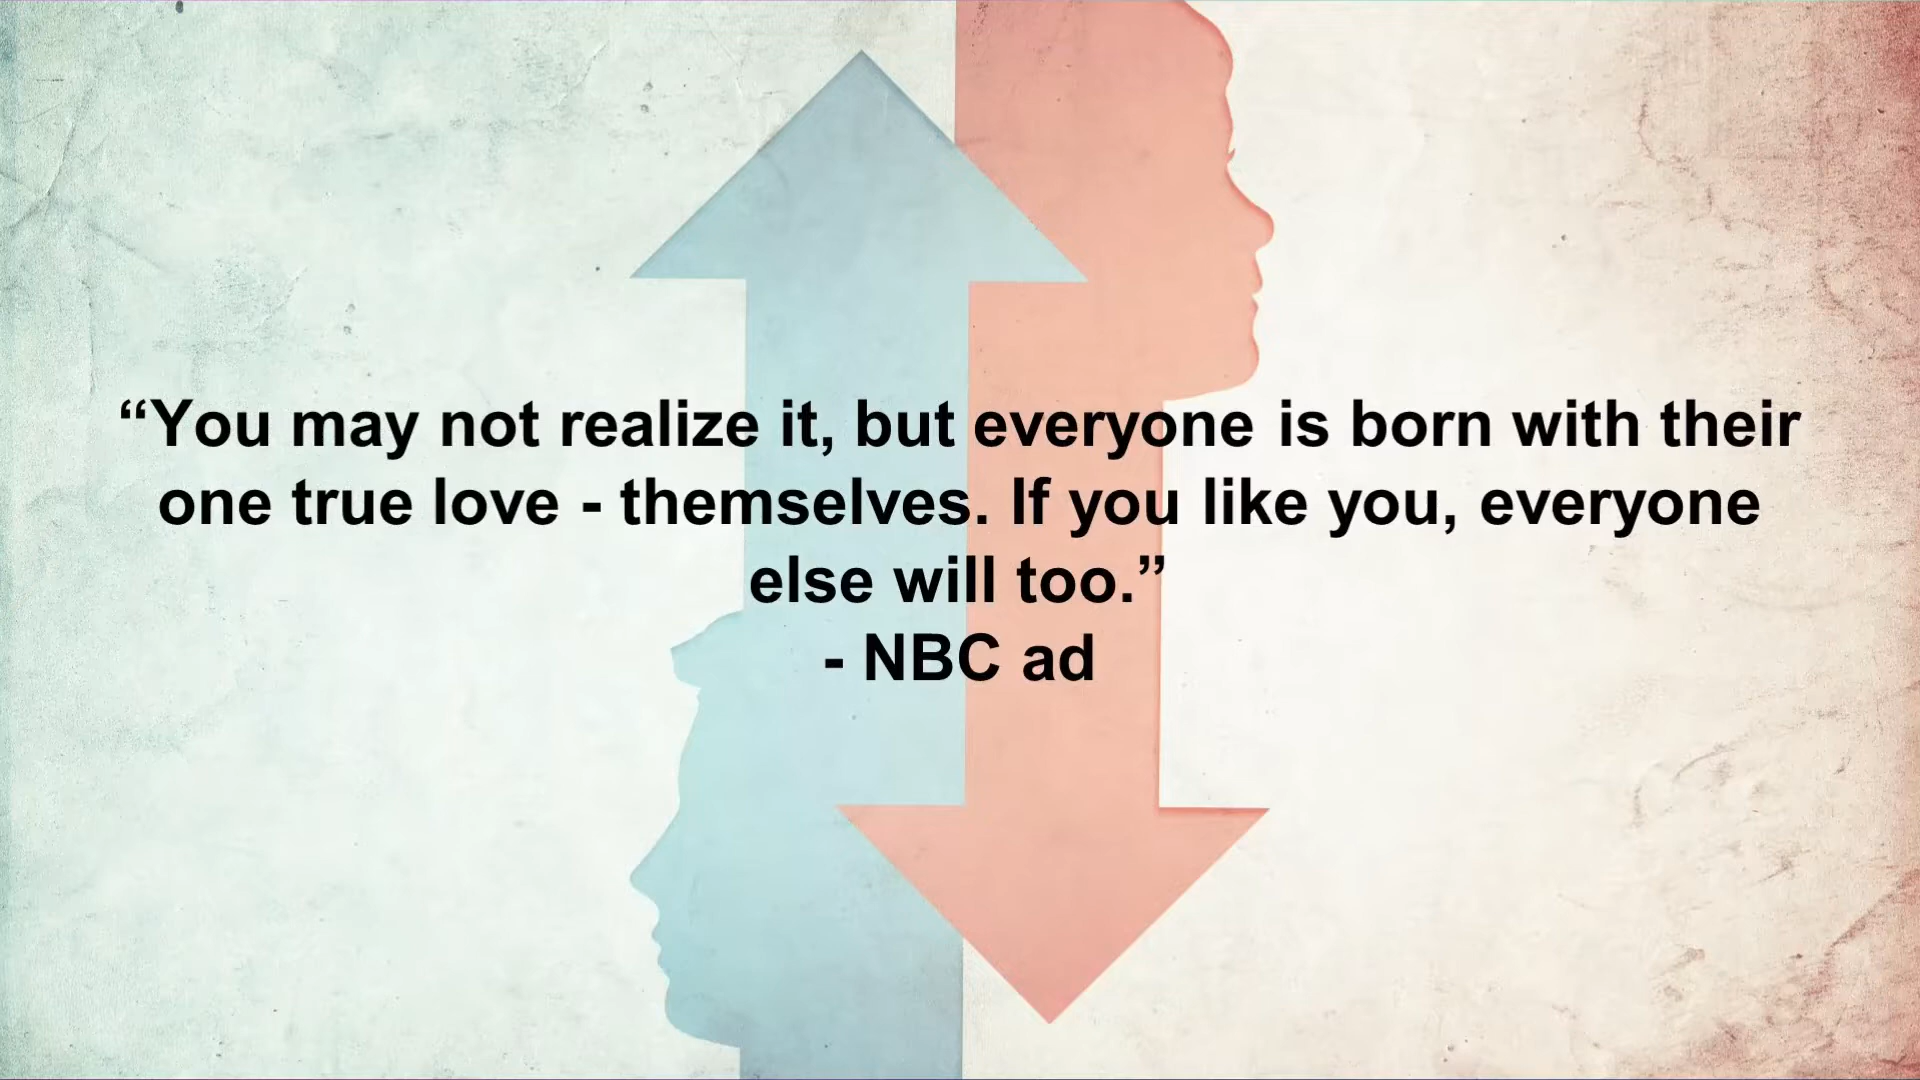 “You may not realize it, but everyone is born with their
one true love - themselves. If you like you, everyone
else will too.”
- NBC ad